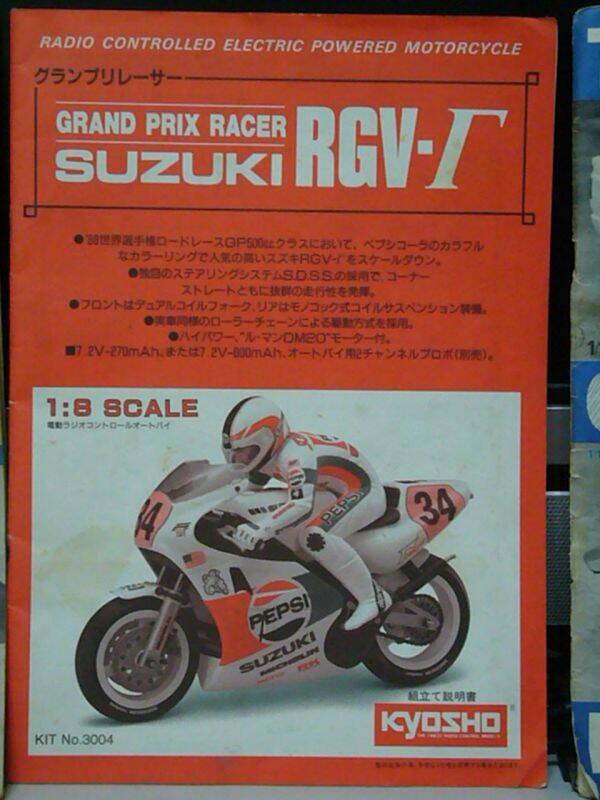 RADIO CONTROLLED ELECTRIC POWERED MOTORCYCLE
グランプリレーサー
GRAND PRIX RACER
SUZUKI RGV-Γ
●'88世界選手権ロードレースGP500ccクラスにおいて、ペプシコーラのカラフル
なカラーリングで人気の高いスズキRGV-Γをスケールダウン。
●独自のステアリングシステムS.D.S.S.の採用で、コーナー
ストレートともに抜群の走行性を発揮。
●フロントはデュアルコイルフォーク、リアはモノコック式コイルサスペンション装備。
●実車同様のローラーチェーンによる駆動方式を採用。
●ハイパワー、"ル・マンDM20"モーター付。
■7.2V-270mAh、または7.2V-600mAh、オートバイ用2チャンネルプロポ(別売)。
1:8 SCALE
電動ラジオコントロールオートバイ
34
34
PEPSI
PEPSI
SUZUKI
MICHELIN
組立て説明書
KYOSHO
THE FINEST RADIO CONTROL MODELS
KIT No.3004